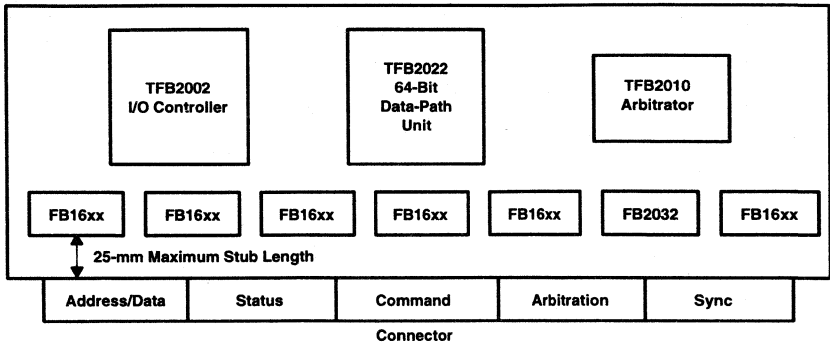 TFB2002
I/O Controller
TFB2022
64-Bit
Data-Path
Unit
TFB2010
Arbitrator
FB16xx
FB16xx
FB16xx
FB16xx
FB16xx
FB2032
FB16xx
25-mm Maximum Stub Length
Address/Data
Status
Command
Arbitration
Sync
Connector